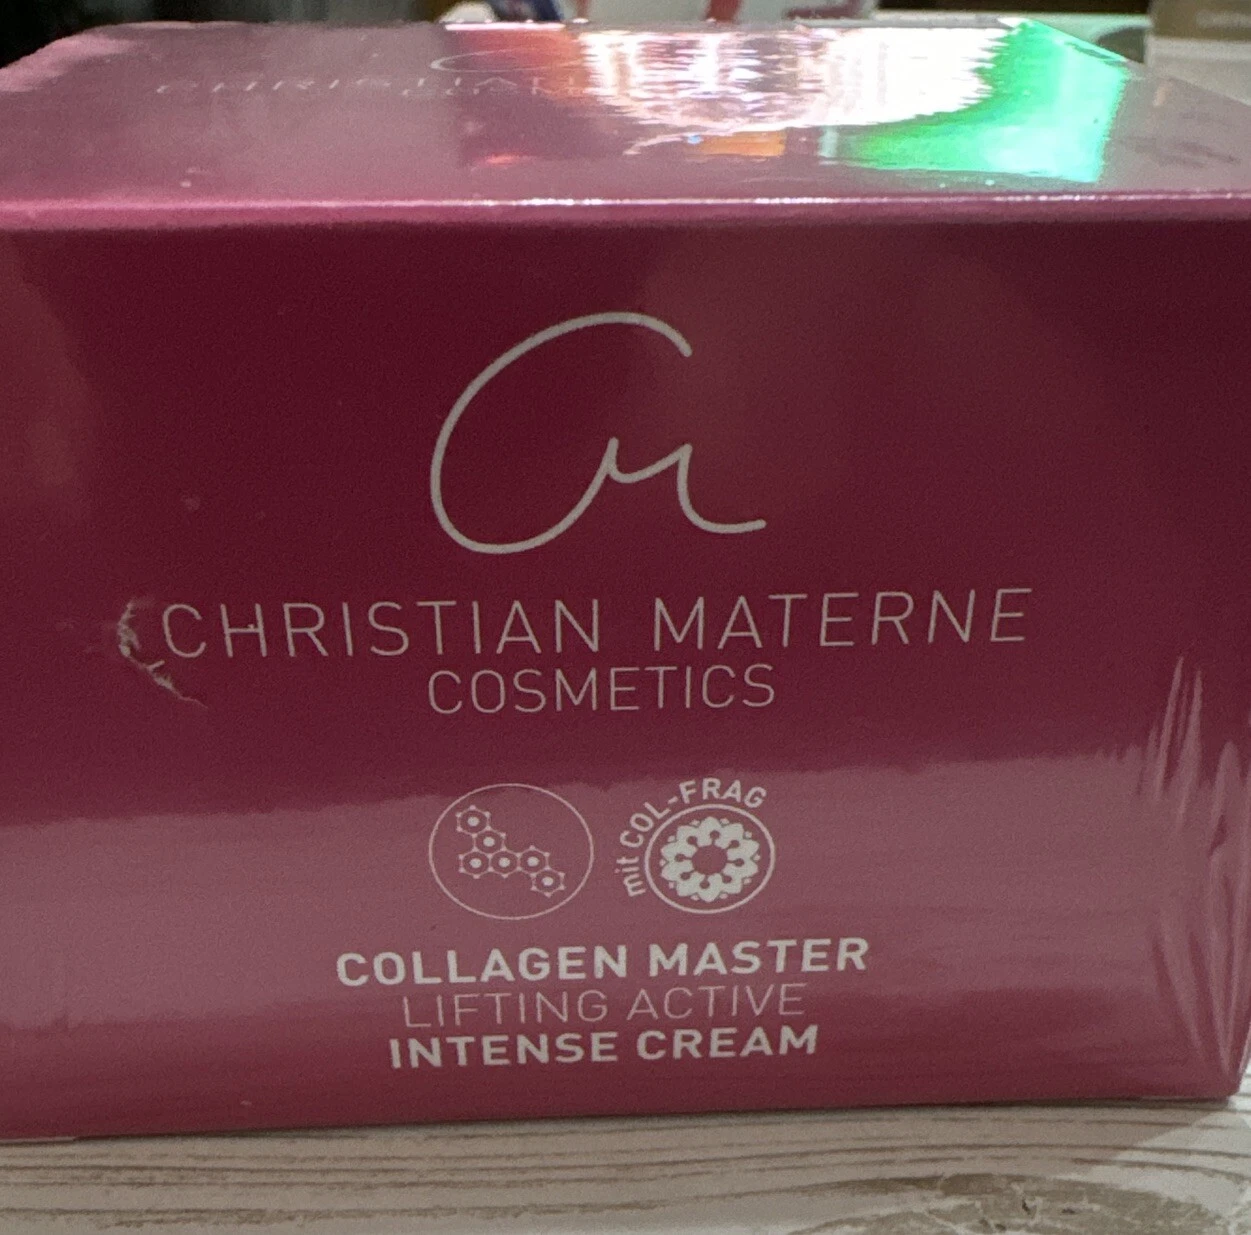 CHRISTIAN MATERNE
COSMETICS
mit COL-FRAG
COLLAGEN MASTER
LIFTING ACTIVE
INTENSE CREAM